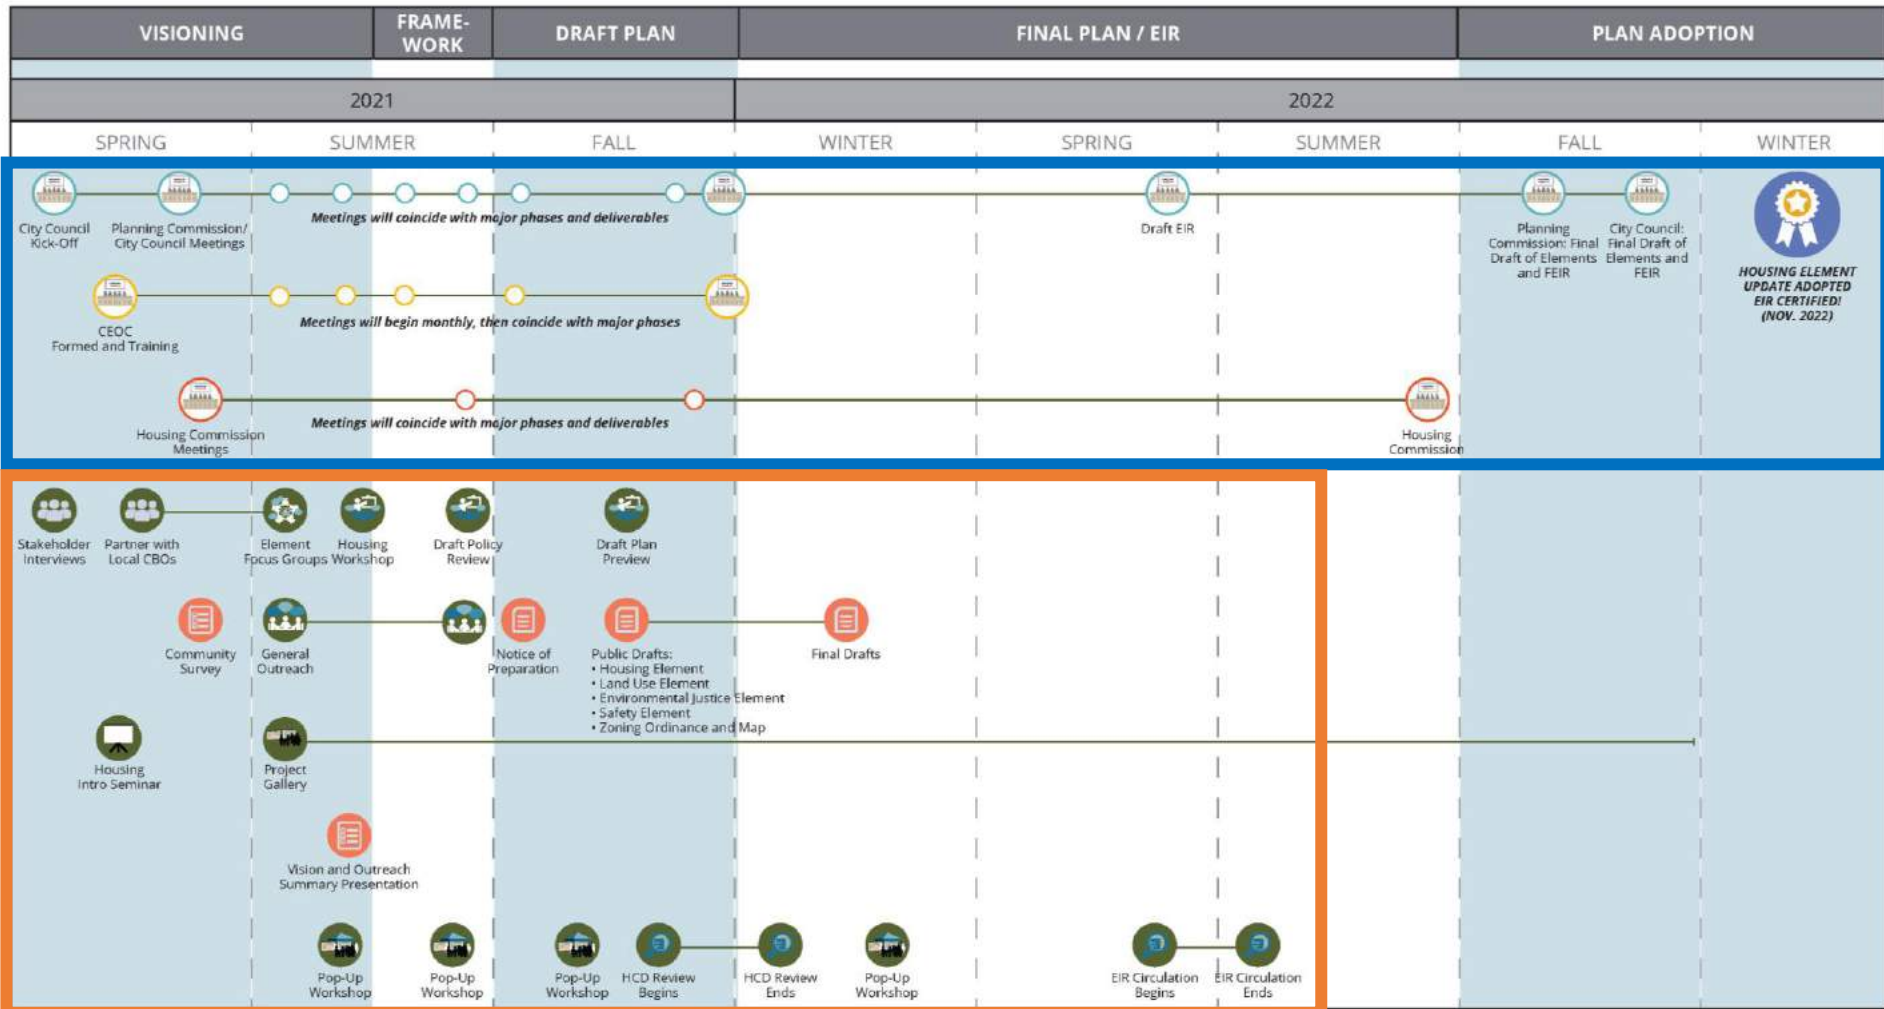 VISIONING
FRAME-
WORK
DRAFT PLAN
FINAL PLAN / EIR
PLAN ADOPTION
2021
2022
SPRING
SUMMER
FALL
WINTER
SPRING
SUMMER
FALL
WINTER
City Council
Kick-Off
Planning Commission/
City Council Meetings
Meetings will coincide with major phases and deliverables
Draft EIR
Planning
Commission: Final
Draft of Elements
and FEIR
City Council:
Final Draft of
Elements and
FEIR
HOUSING ELEMENT
UPDATE ADOPTED
EIR CERTIFIED!
(NOV. 2022)
CEOC
Formed and Training
Meetings will begin monthly, then coincide with major phases
Housing Commission
Meetings
Meetings will coincide with major phases and deliverables
Housing
Commission
Stakeholder
Interviews
Partner with
Local CBOs
Element
Focus Groups
Housing
Workshop
Draft Policy
Review
Draft Plan
Preview
Community
Survey
General
Outreach
Notice of
Preparation
Public Drafts:
• Housing Element
• Land Use Element
• Environmental Justice Element
• Safety Element
• Zoning Ordinance and Map
Final Drafts
Housing
Intro Seminar
Project
Gallery
Vision and Outreach
Summary Presentation
Pop-Up
Workshop
Pop-Up
Workshop
Pop-Up
Workshop
HCD Review
Begins
HCD Review
Ends
Pop-Up
Workshop
EIR Circulation
Begins
EIR Circulation
Ends